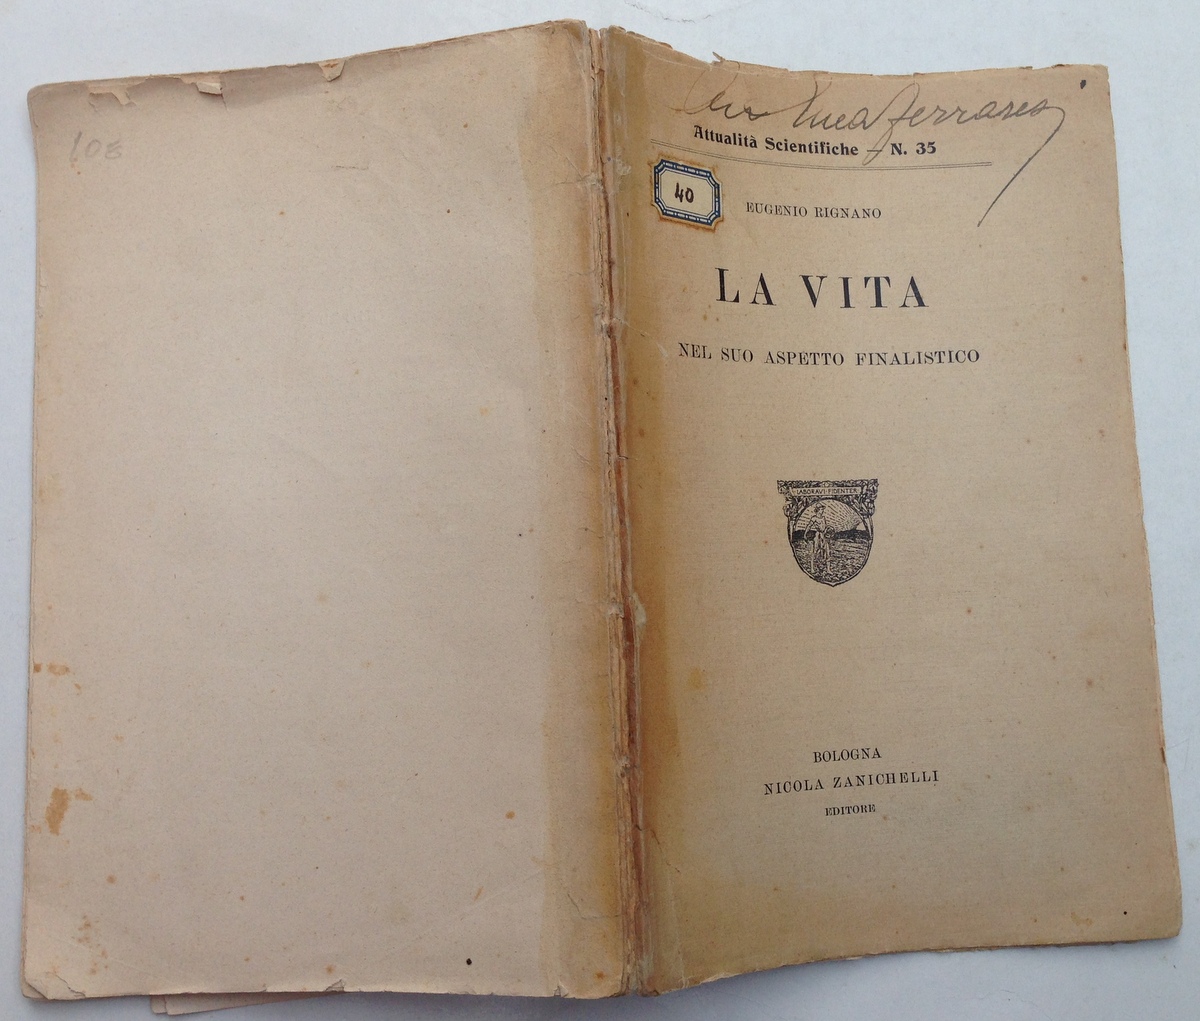 108
Attualità Scientifiche — N. 35
40
EUGENIO RIGNANO
LA VITA
NEL SUO ASPETTO FINALISTICO
LABORAVI FIDENTER
BOLOGNA
NICOLA ZANICHELLI
EDITORE